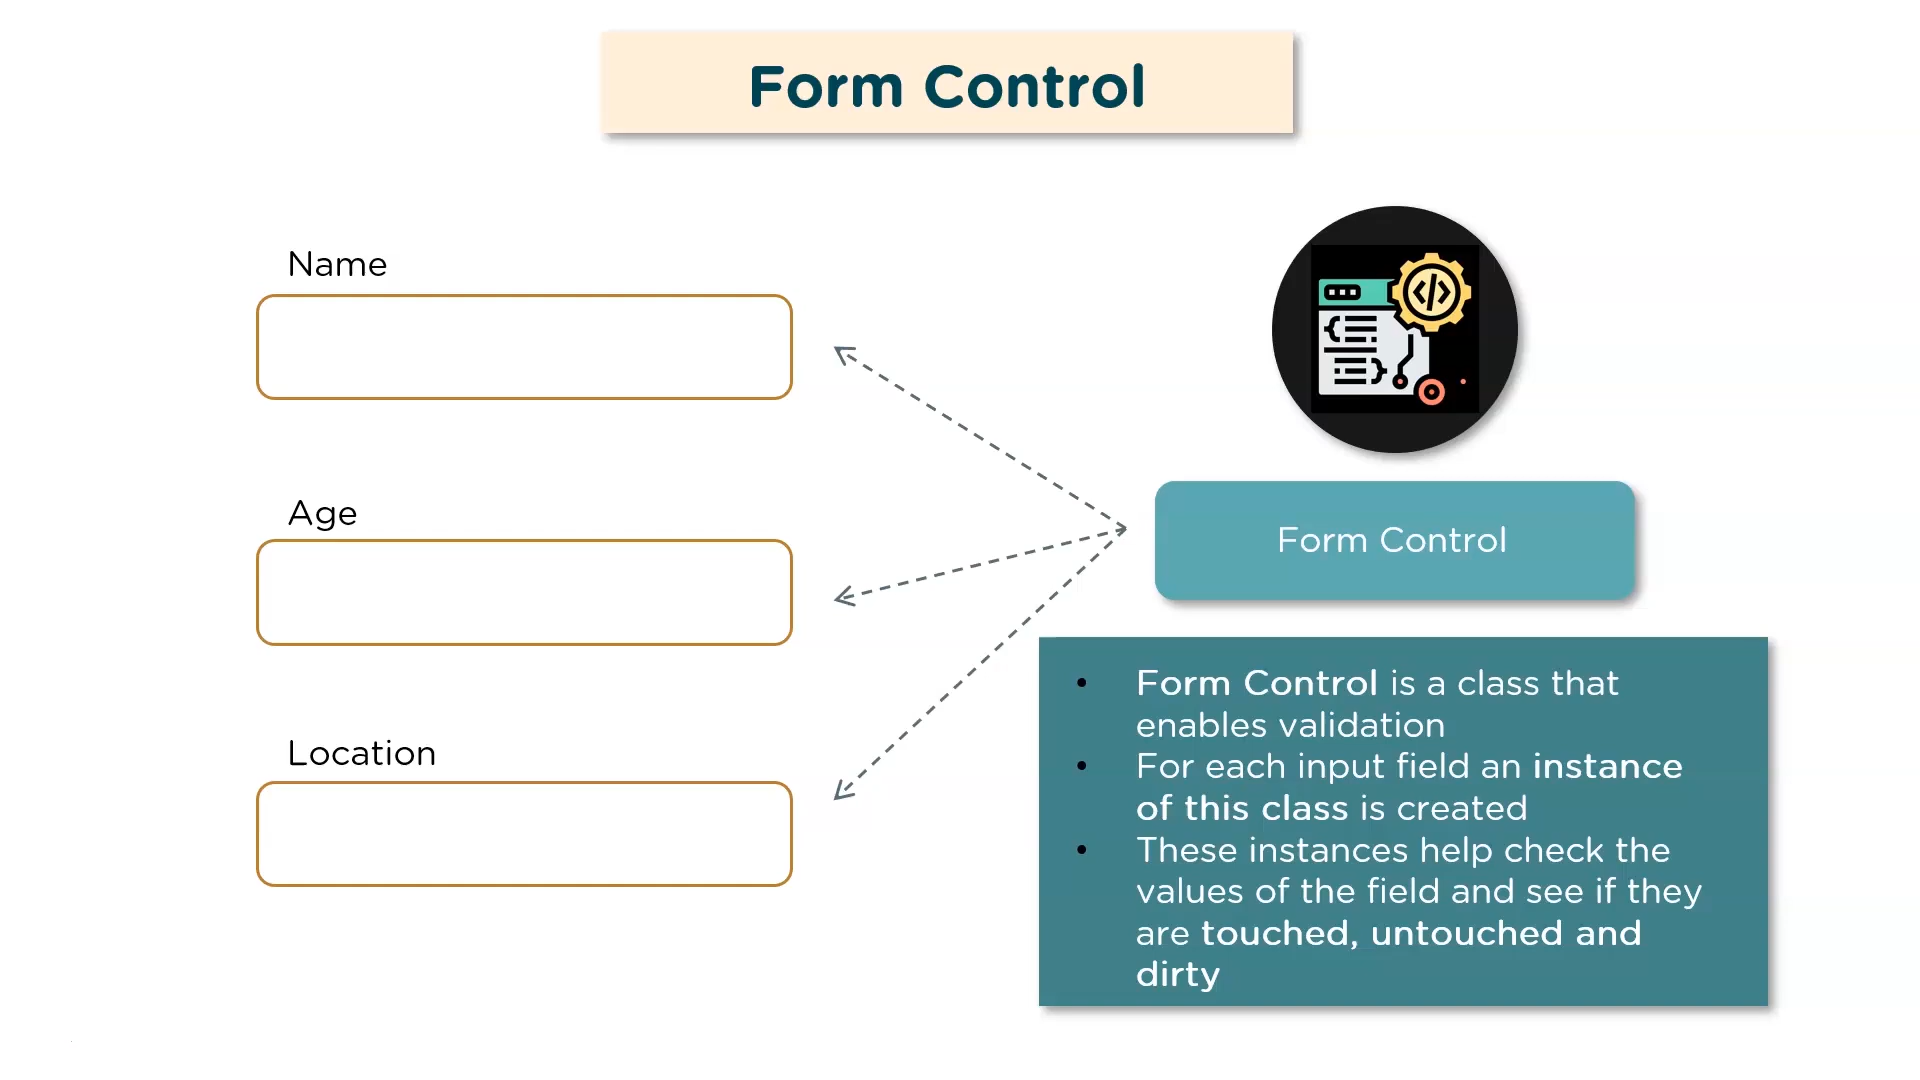 Form Control
Name
Age
Location
Form Control
• Form Control is a class that
enables validation
• For each input field an instance
of this class is created
• These instances help check the
values of the field and see if they
are touched, untouched and
dirty